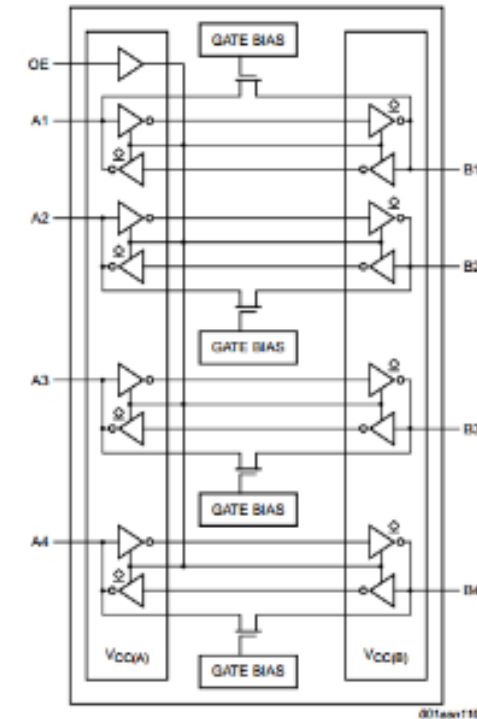 GATE BIAS
OE
A1
B1
A2
B2
GATE BIAS
A3
B3
GATE BIAS
A4
B4
VCC(A)
VCC(B)
GATE BIAS